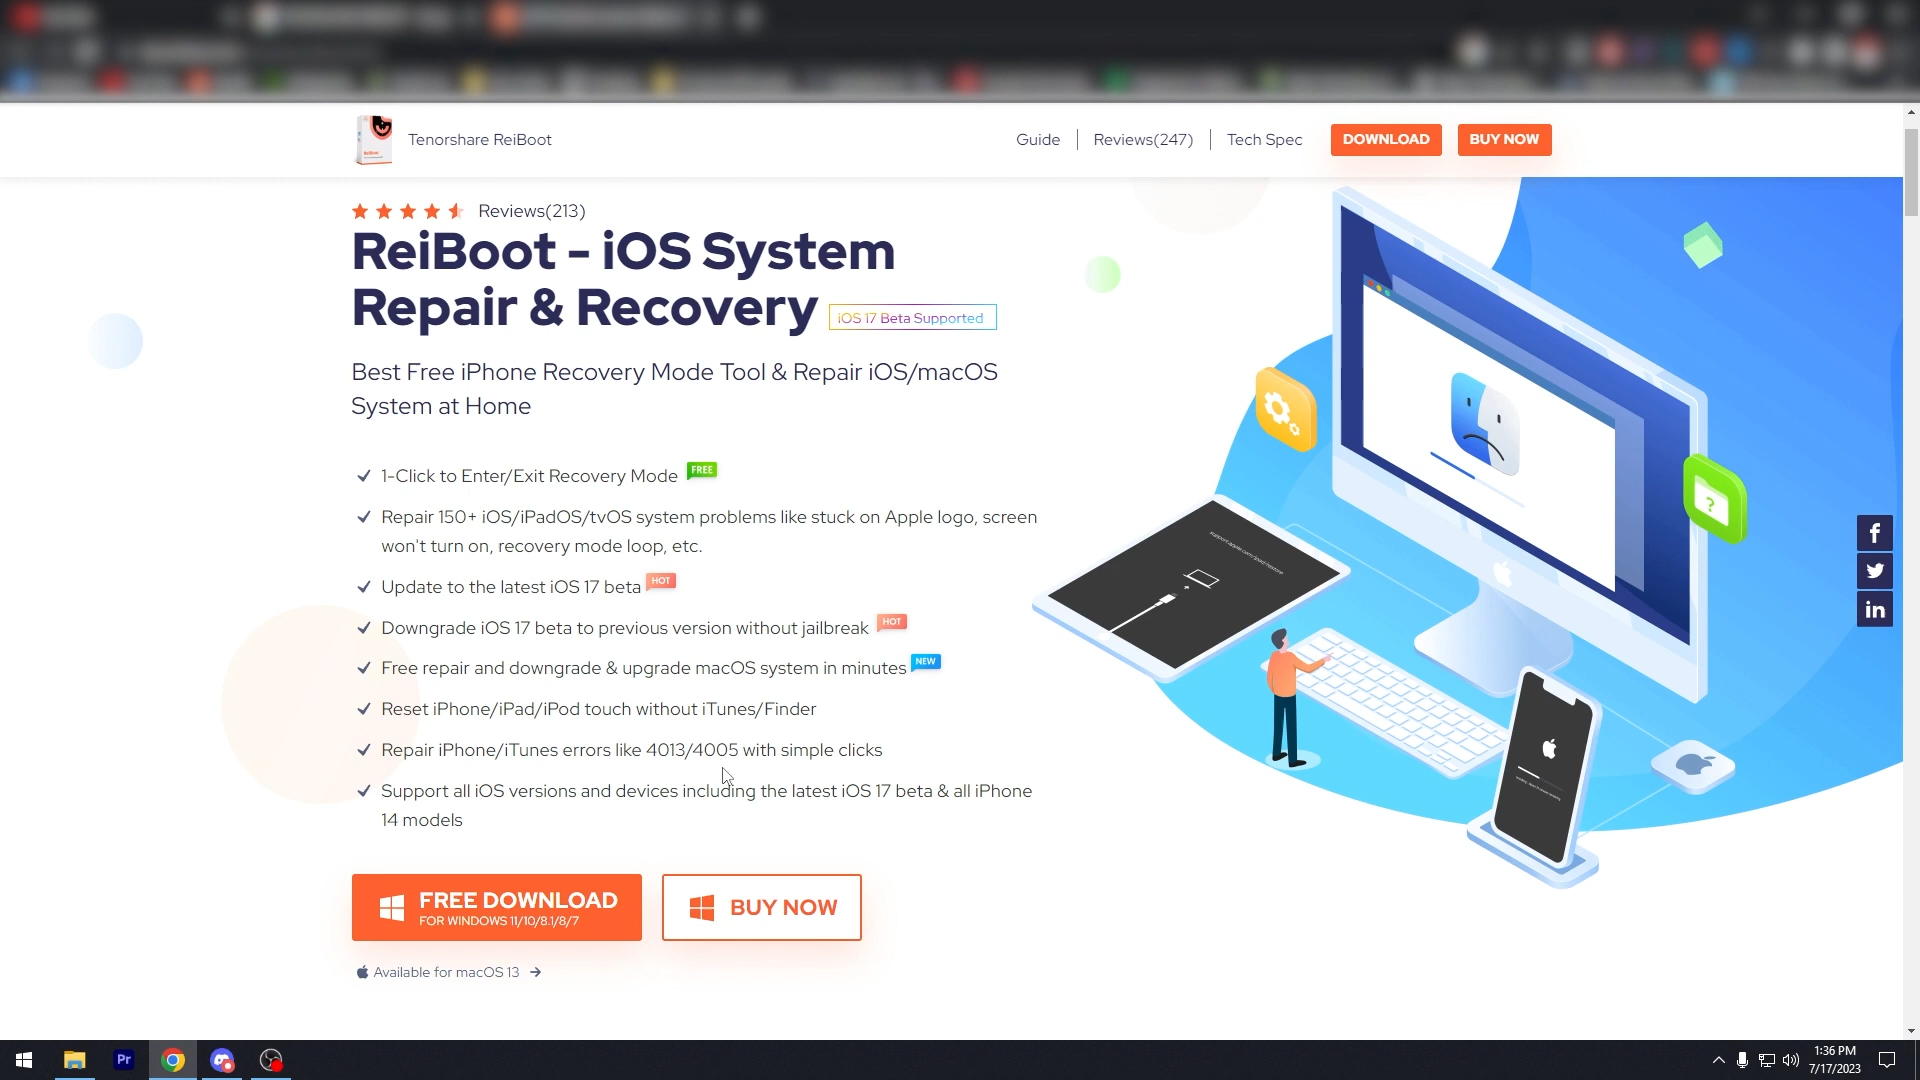 Tenorshare ReiBoot
Guide
Reviews(247)
Tech Spec
DOWNLOAD
BUY NOW
Reviews(213)
ReiBoot - iOS System
Repair & Recovery
iOS 17 Beta Supported
Best Free iPhone Recovery Mode Tool & Repair iOS/macOS
System at Home
1-Click to Enter/Exit Recovery Mode FREE
Repair 150+ iOS/iPadOS/tvOS system problems like stuck on Apple logo, screen
won't turn on, recovery mode loop, etc.
Update to the latest iOS 17 beta HOT
Downgrade iOS 17 beta to previous version without jailbreak HOT
Free repair and downgrade & upgrade macOS system in minutes NEW
Reset iPhone/iPad/iPod touch without iTunes/Finder
Repair iPhone/iTunes errors like 4013/4005 with simple clicks
Support all iOS versions and devices including the latest iOS 17 beta & all iPhone
14 models
FREE DOWNLOAD
FOR WINDOWS 11/10/8.1/8/7
BUY NOW
Available for macOS 13
support.apple.com/ipad/restore
?
f
in
Pr
1:36 PM
7/17/2023